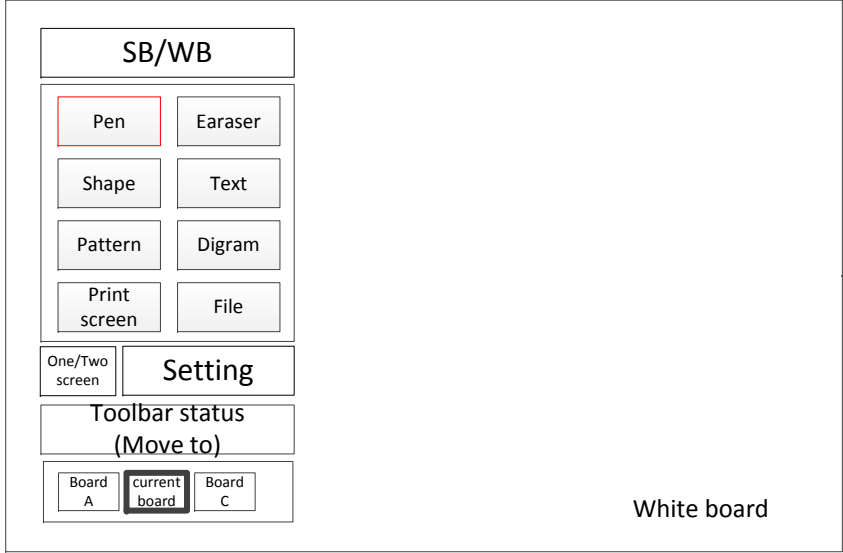 SB/WB
Pen
Earaser
Shape
Text
Pattern
Digram
Print
screen
File
One/Two
screen
Setting
Toolbar status
(Move to)
Board
A
current
board
Board
C
White board